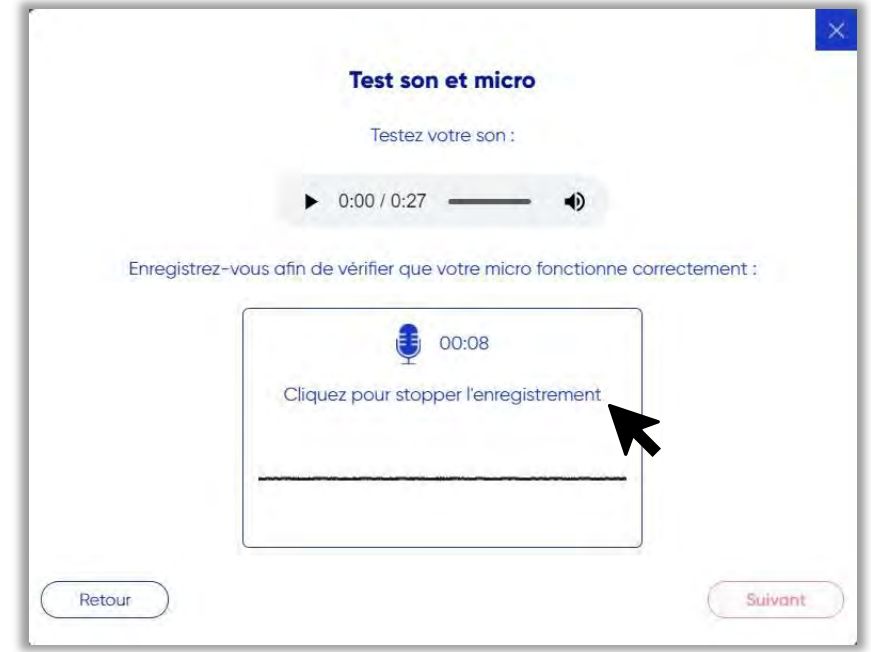 Test son et micro
Testez votre son :
0:00 / 0:27
Enregistrez-vous afin de vérifier que votre micro fonctionne correctement :
00:08
Cliquez pour stopper l'enregistrement
Retour
Suivant